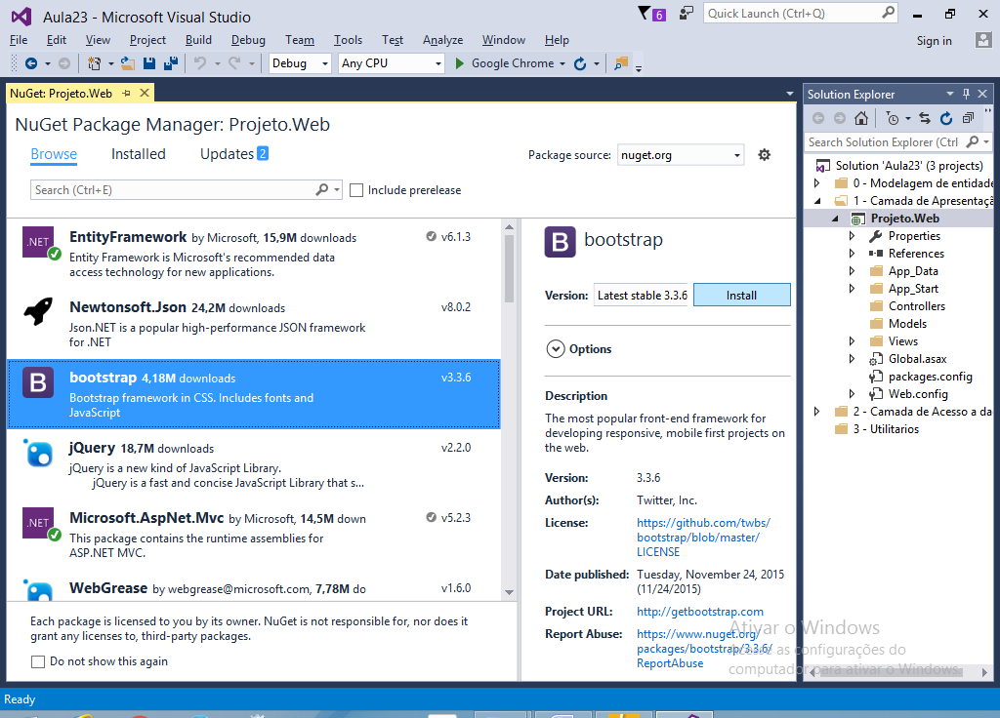 Aula23 - Microsoft Visual Studio
6
Quick Launch (Ctrl+Q)
File Edit View Project Build Debug Team Tools Test Analyze Window Help
Sign in
Debug Any CPU Google Chrome
NuGet: Projeto.Web
NuGet Package Manager: Projeto.Web
Browse Installed Updates 2
Package source: nuget.org
Search (Ctrl+E)
Include prerelease
.NET
EntityFramework by Microsoft, 15,9M downloads v6.1.3
Entity Framework is Microsoft's recommended data
access technology for new applications.
Newtonsoft.Json 24,2M downloads v8.0.2
Json.NET is a popular high-performance JSON framework
for .NET
B
bootstrap 4,18M downloads v3.3.6
Bootstrap framework in CSS. Includes fonts and
JavaScript
jQuery 18,7M downloads v2.2.0
jQuery is a new kind of JavaScript Library.
jQuery is a fast and concise JavaScript Library that s...
.NET
Microsoft.AspNet.Mvc by Microsoft, 14,5M down v5.2.3
This package contains the runtime assemblies for
ASP.NET MVC.
WebGrease by webgrease@microsoft.com, 7,78M do v1.6.0
Each package is licensed to you by its owner. NuGet is not responsible for, nor does it
grant any licenses to, third-party packages.
Do not show this again
B
bootstrap
Version: Latest stable 3.3.6 Install
Options
Description
The most popular front-end framework for
developing responsive, mobile first projects on
the web.
Version: 3.3.6
Author(s): Twitter, Inc.
License: https://github.com/twbs/
bootstrap/blob/master/
LICENSE
Date published: Tuesday, November 24, 2015
(11/24/2015)
Project URL: http://getbootstrap.com
Report Abuse: https://www.nuget.org/
packages/bootstrap/3.3.6/
ReportAbuse
Solution Explorer
Search Solution Explorer (Ctrl
Solution 'Aula23' (3 projects)
0 - Modelagem de entidade
1 - Camada de Apresentaçã
Projeto.Web
Properties
References
App_Data
App_Start
Controllers
Models
Views
Global.asax
packages.config
Web.config
2 - Camada de Acesso a da
3 - Utilitarios
Ativar o Windows
Acesse as configurações do
computador para ativar o Windows.
Ready